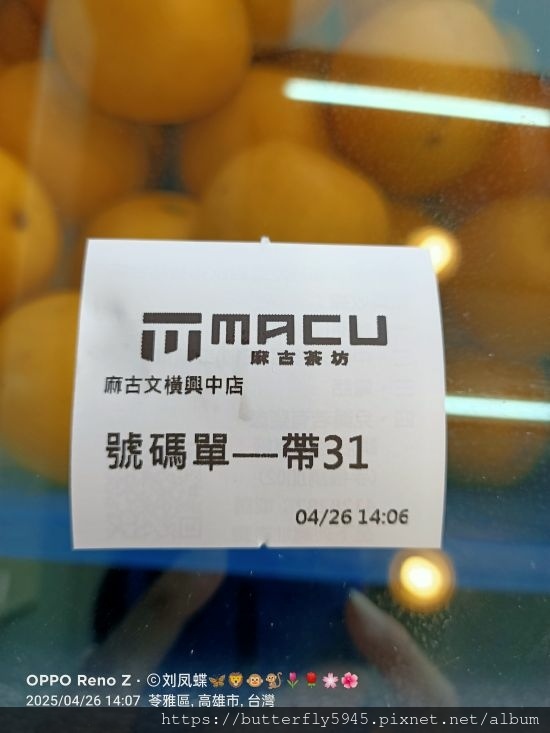 MACU
麻古茶坊
麻古文橫興中店
號碼單—帶31
04/26 14:06
OPPO Reno Z · ©刘凤蝶🦋🦁🐵🐒🌷🌹🌸🌺
2025/04/26 14:07 苓雅區, 高雄市, 台灣
https://butterfly5945.pixnet.net/album